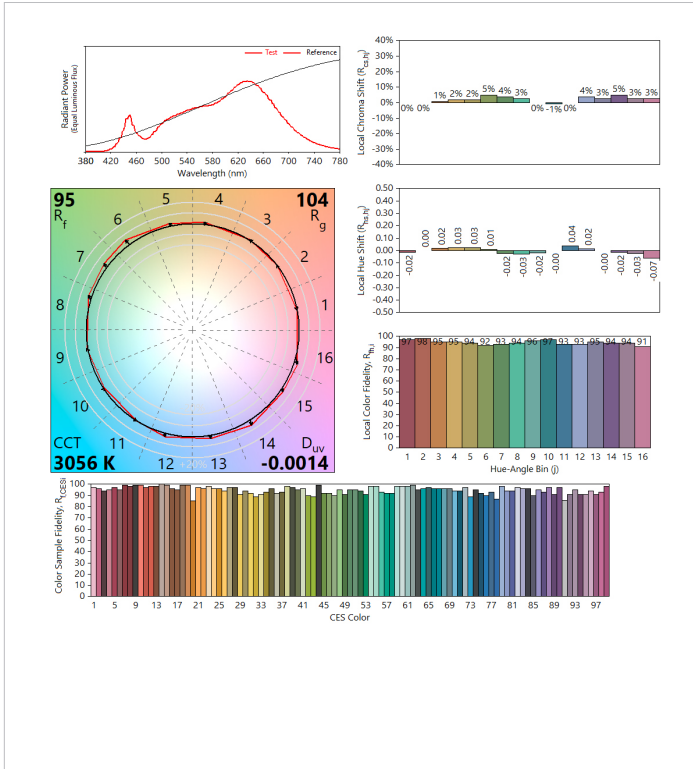 Radiant Power
(Equal Luminous Flux)
Test
Reference
380 420 460 500 540 580 620 660 700 740 780
Wavelength (nm)
Local Chroma Shift (Rcs,hj)
40%
30%
20%
10%
0%
-10%
-20%
-30%
-40%
0% 0% 1% 2% 2% 5% 4% 3% 0% -1% 0% 4% 3% 5% 3% 3%
95
Rf
104
Rg
1
2
3
4
5
6
7
8
9
10
11
12
13
14
15
16
+20%
CCT
3056 K
Duv
-0.0014
Local Hue Shift (Rhs,hj)
0.50
0.40
0.30
0.20
0.10
0.00
-0.10
-0.20
-0.30
-0.40
-0.50
-0.02 0.00 0.02 0.03 0.03 0.01 -0.02 -0.03 -0.02 -0.00 0.04 0.02 -0.00 -0.02 -0.03 -0.07
Local Color Fidelity, Rfh,i
100
90
80
70
60
50
40
30
20
10
0
97 98 95 95 94 92 93 94 96 97 93 93 95 94 94 91
1 2 3 4 5 6 7 8 9 10 11 12 13 14 15 16
Hue-Angle Bin (j)
Color Sample Fidelity, Rf,CESi
100
90
80
70
60
50
40
30
20
10
0
1 5 9 13 17 21 25 29 33 37 41 45 49 53 57 61 65 69 73 77 81 85 89 93 97
CES Color